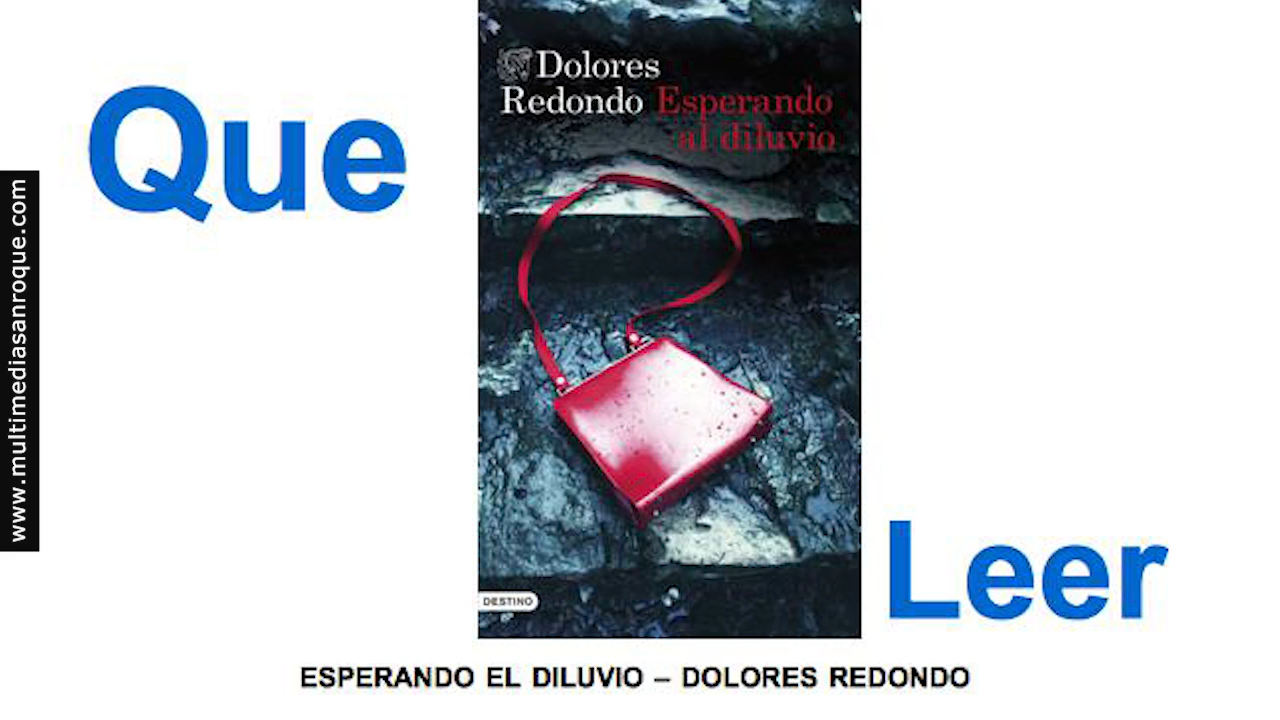 Que
www.multimediasanroque.com
Dolores
Redondo Esperando
al diluvio
DESTINO
Leer
ESPERANDO EL DILUVIO – DOLORES REDONDO